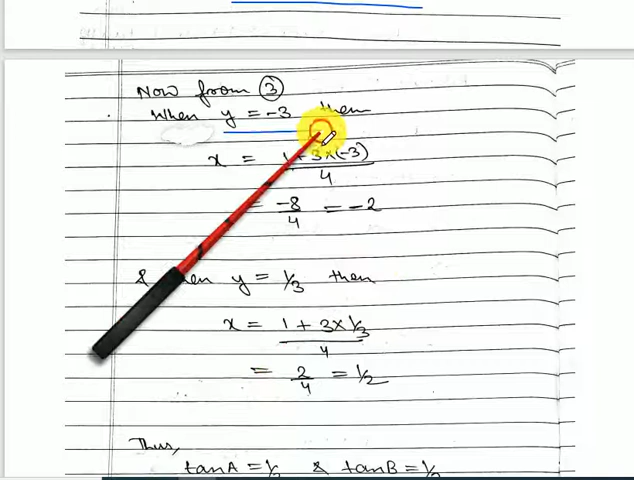 Now from ③
When y = -3 then
x = 1 + 3×(-3) / 4
= -8/4 = -2
& when y = 1/3 then
x = 1 + 3×1/3 / 4
= 2/4 = 1/2
Thus,
tanA = 1/2 & tanB = 1/3